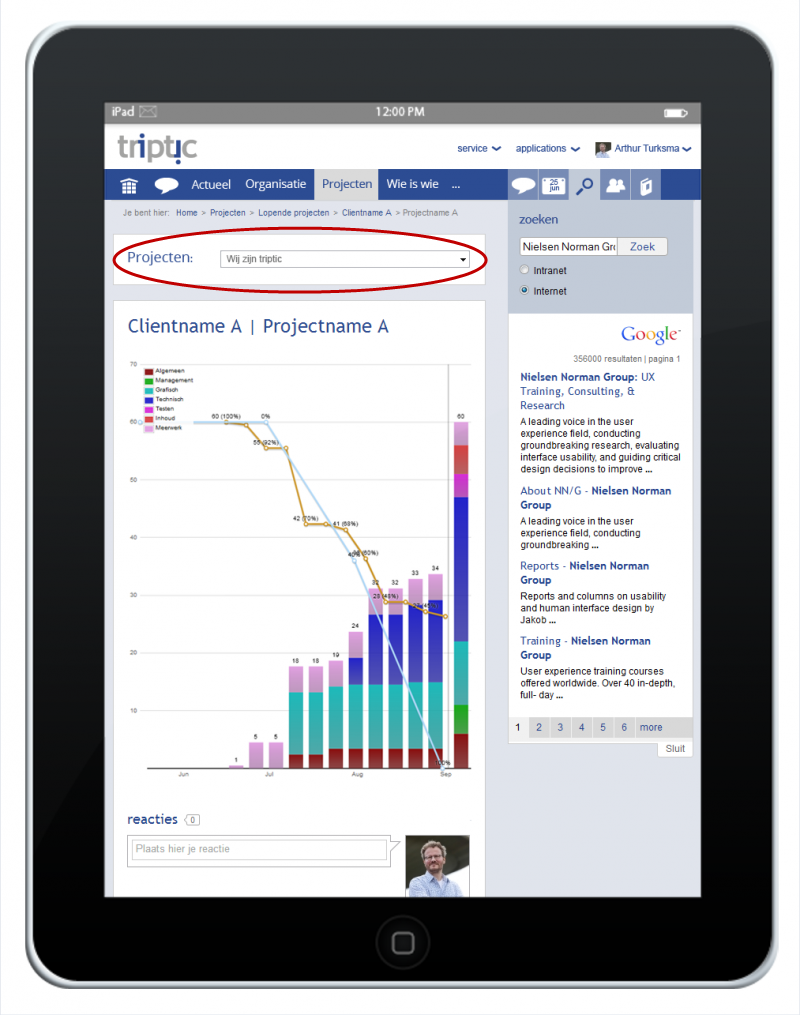 iPad 12:00 PM
triptic
service applications Arthur Turksma
Actueel Organisatie Projecten Wie is wie ...
25
jun
Je bent hier: Home > Projecten > Lopende projecten > Clientname A > Projectname A
Projecten: Wij zijn triptic
Clientname A | Projectname A
70
60
50
40
30
20
10
Algemeen
Management
Grafisch
Technisch
Testen
Inhoud
Meerwerk
60 (100%) 0%
55 (92%)
42 (70%)
41 (68%)
1
5
5
18
18
19
24
32
32
33
34
60
Jun Jul Aug Sep
reacties 0
Plaats hier je reactie
zoeken
Nielsen Norman Gro Zoek
Intranet
Internet
Google
356000 resultaten | pagina 1
Nielsen Norman Group: UX
Training, Consulting, &
Research
A leading voice in the user
experience field, conducting
groundbreaking research, evaluating
interface usability, and guiding critical
design decisions to improve ...
About NN/G - Nielsen Norman
Group
A leading voice in the user
experience field, conducting
groundbreaking ...
Reports - Nielsen Norman
Group
Reports and columns on usability
and human interface design by
Jakob ...
Training - Nielsen Norman
Group
User experience training courses
offered worldwide. Over 40 in-depth,
full- day ...
1 2 3 4 5 6 more
Sluit